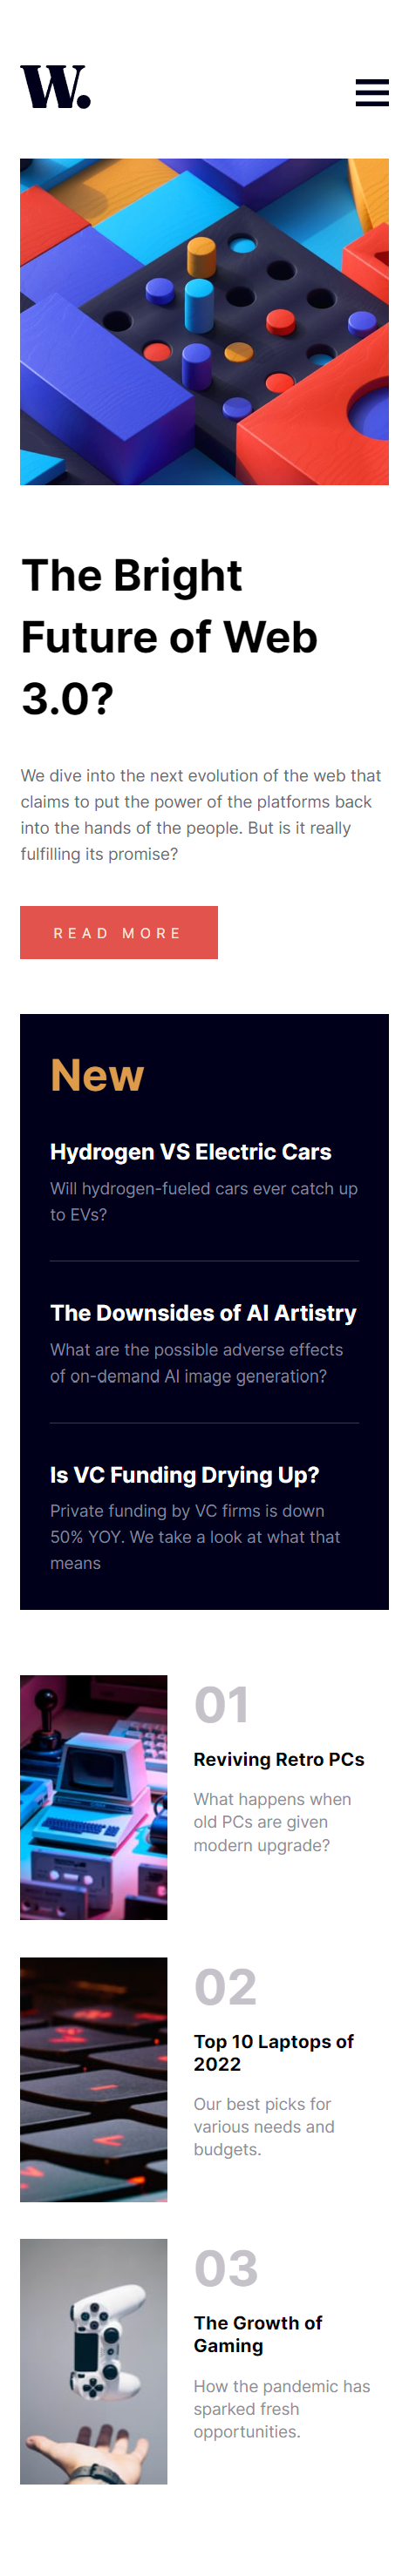 W.
The Bright
Future of Web
3.0?
We dive into the next evolution of the web that
claims to put the power of the platforms back
into the hands of the people. But is it really
fulfilling its promise?
READ MORE
New
Hydrogen VS Electric Cars
Will hydrogen-fueled cars ever catch up
to EVs?
The Downsides of AI Artistry
What are the possible adverse effects
of on-demand AI image generation?
Is VC Funding Drying Up?
Private funding by VC firms is down
50% YOY. We take a look at what that
means
01
Reviving Retro PCs
What happens when
old PCs are given
modern upgrade?
02
Top 10 Laptops of
2022
Our best picks for
various needs and
budgets.
03
The Growth of
Gaming
How the pandemic has
sparked fresh
opportunities.